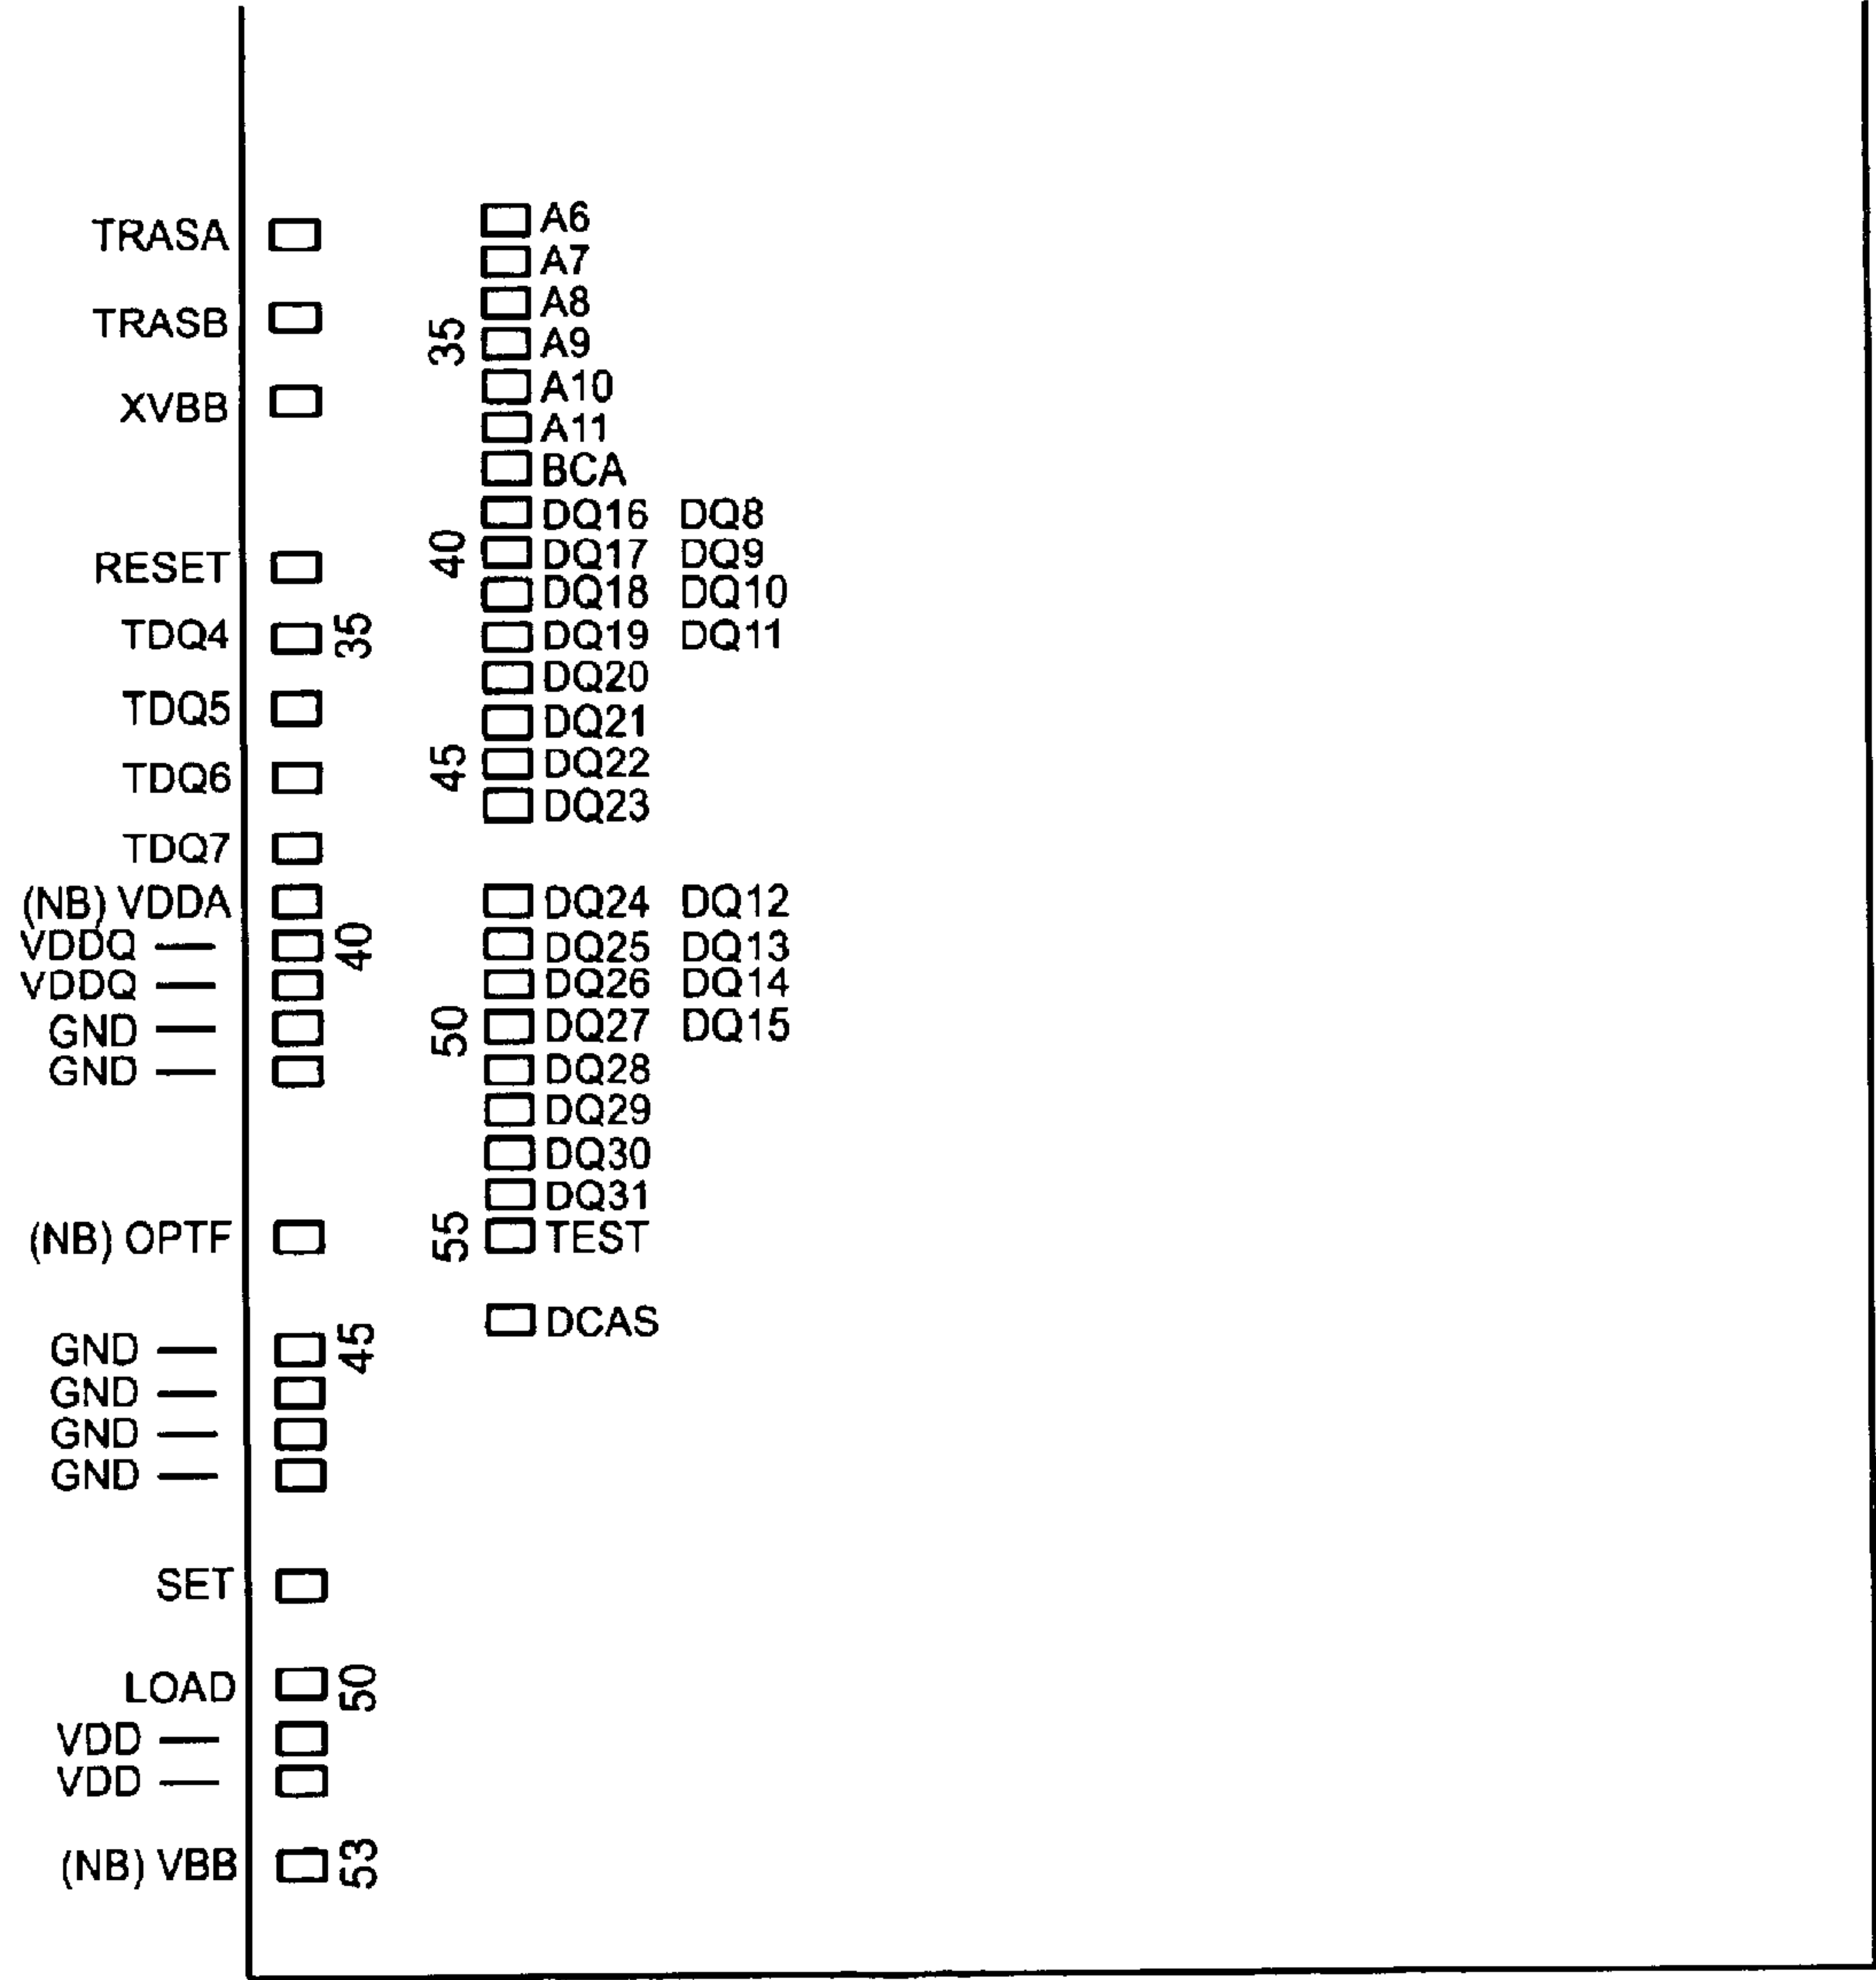 TRASA
TRASB
XVBB
RESET
TDQ4 35
TDQ5
TDQ6
TDQ7
(NB) VDDA
VDDQ 40
VDDQ
GND
GND
(NB) OPTF
GND 45
GND
GND
GND
SET
LOAD 50
VDD
VDD
(NB) VBB 53
A6
A7
A8
35 A9
A10
A11
BCA
DQ16 DQ8
40 DQ17 DQ9
DQ18 DQ10
DQ19 DQ11
DQ20
DQ21
45 DQ22
DQ23
DQ24 DQ12
DQ25 DQ13
DQ26 DQ14
50 DQ27 DQ15
DQ28
DQ29
DQ30
DQ31
55 TEST
DCAS